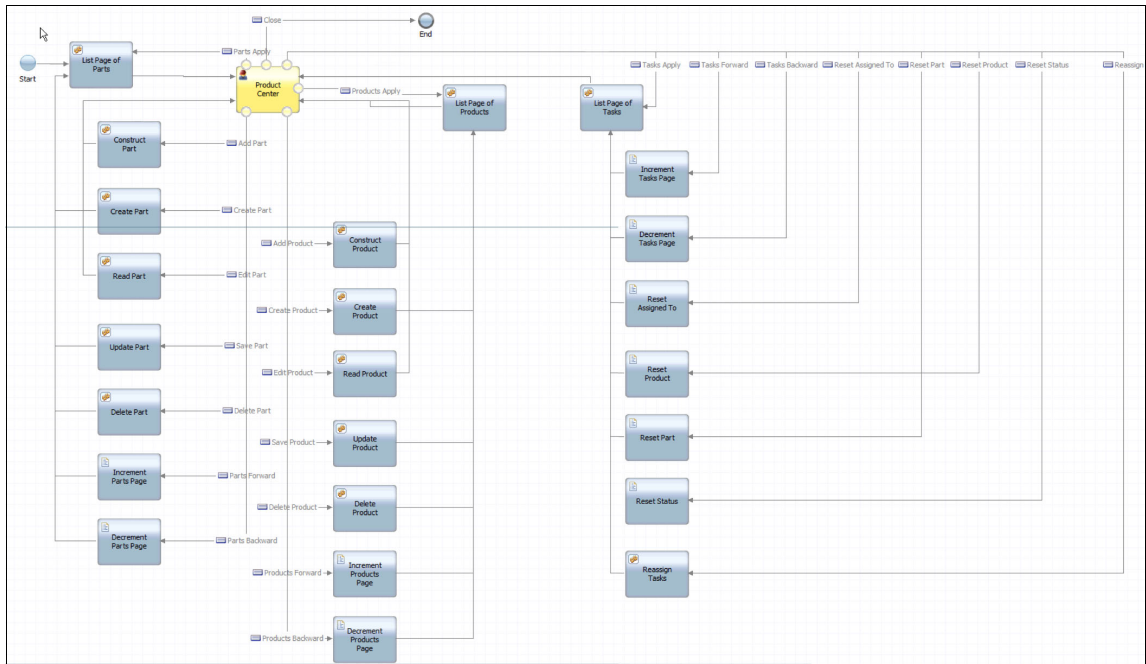 Close
End
Start
List Page of
Parts
Parts Apply
Product
Center
Products Apply
List Page of
Products
List Page of
Tasks
Tasks Apply
Tasks Forward
Tasks Backward
Reset Assigned To
Reset Part
Reset Product
Reset Status
Reassign
Construct
Part
Add Part
Create Part
Create Part
Read Part
Edit Part
Update Part
Save Part
Delete Part
Delete Part
Increment
Parts Page
Parts Forward
Decrement
Parts Page
Parts Backward
Add Product
Construct
Product
Create Product
Create
Product
Edit Product
Read Product
Save Product
Update
Product
Delete Product
Delete
Product
Products Forward
Increment
Products
Page
Products Backward
Decrement
Products
Page
Increment
Tasks Page
Decrement
Tasks Page
Reset
Assigned To
Reset
Product
Reset Part
Reset Status
Reassign
Tasks